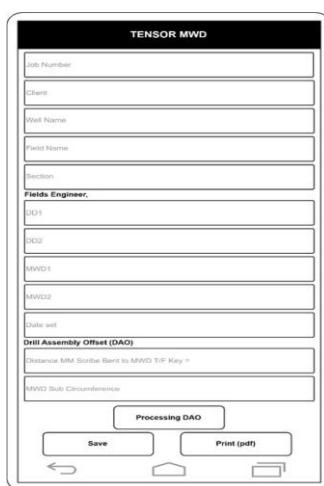 TENSOR MWD
Job Number
Client
Well Name
Field Name
Section
Fields Engineer,
DD1
DD2
MWD1
MWD2
Date set
Drill Assembly Offset (DAO)
Distance MM Scribe Bent to MWD T/F Key =
MWD Sub Circumference
Processing DAO
Save
Print (pdf)